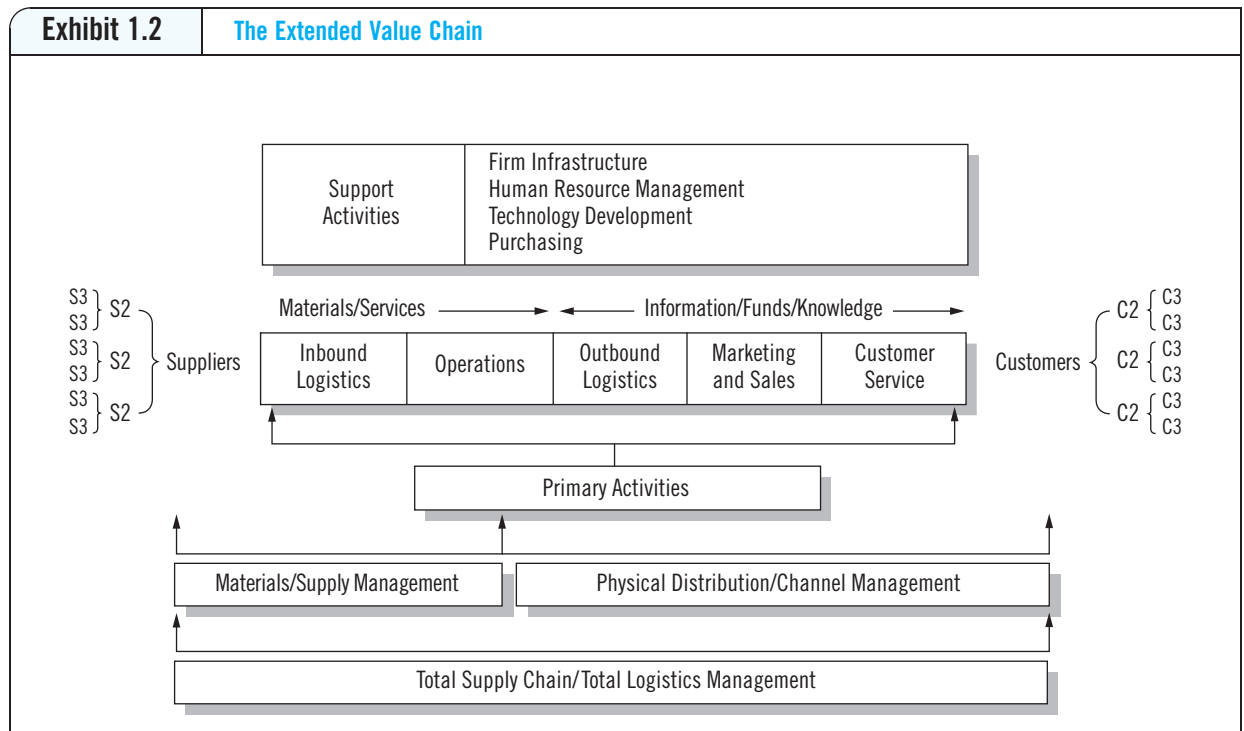 Exhibit 1.2
The Extended Value Chain
Support
Activities
Firm Infrastructure
Human Resource Management
Technology Development
Purchasing
Materials/Services
Information/Funds/Knowledge
S3
S3
S2
S3
S3
S2
S3
S3
S2
Suppliers
Inbound
Logistics
Operations
Outbound
Logistics
Marketing
and Sales
Customer
Service
Customers
C2
C3
C3
C2
C3
C3
C2
C3
C3
Primary Activities
Materials/Supply Management
Physical Distribution/Channel Management
Total Supply Chain/Total Logistics Management